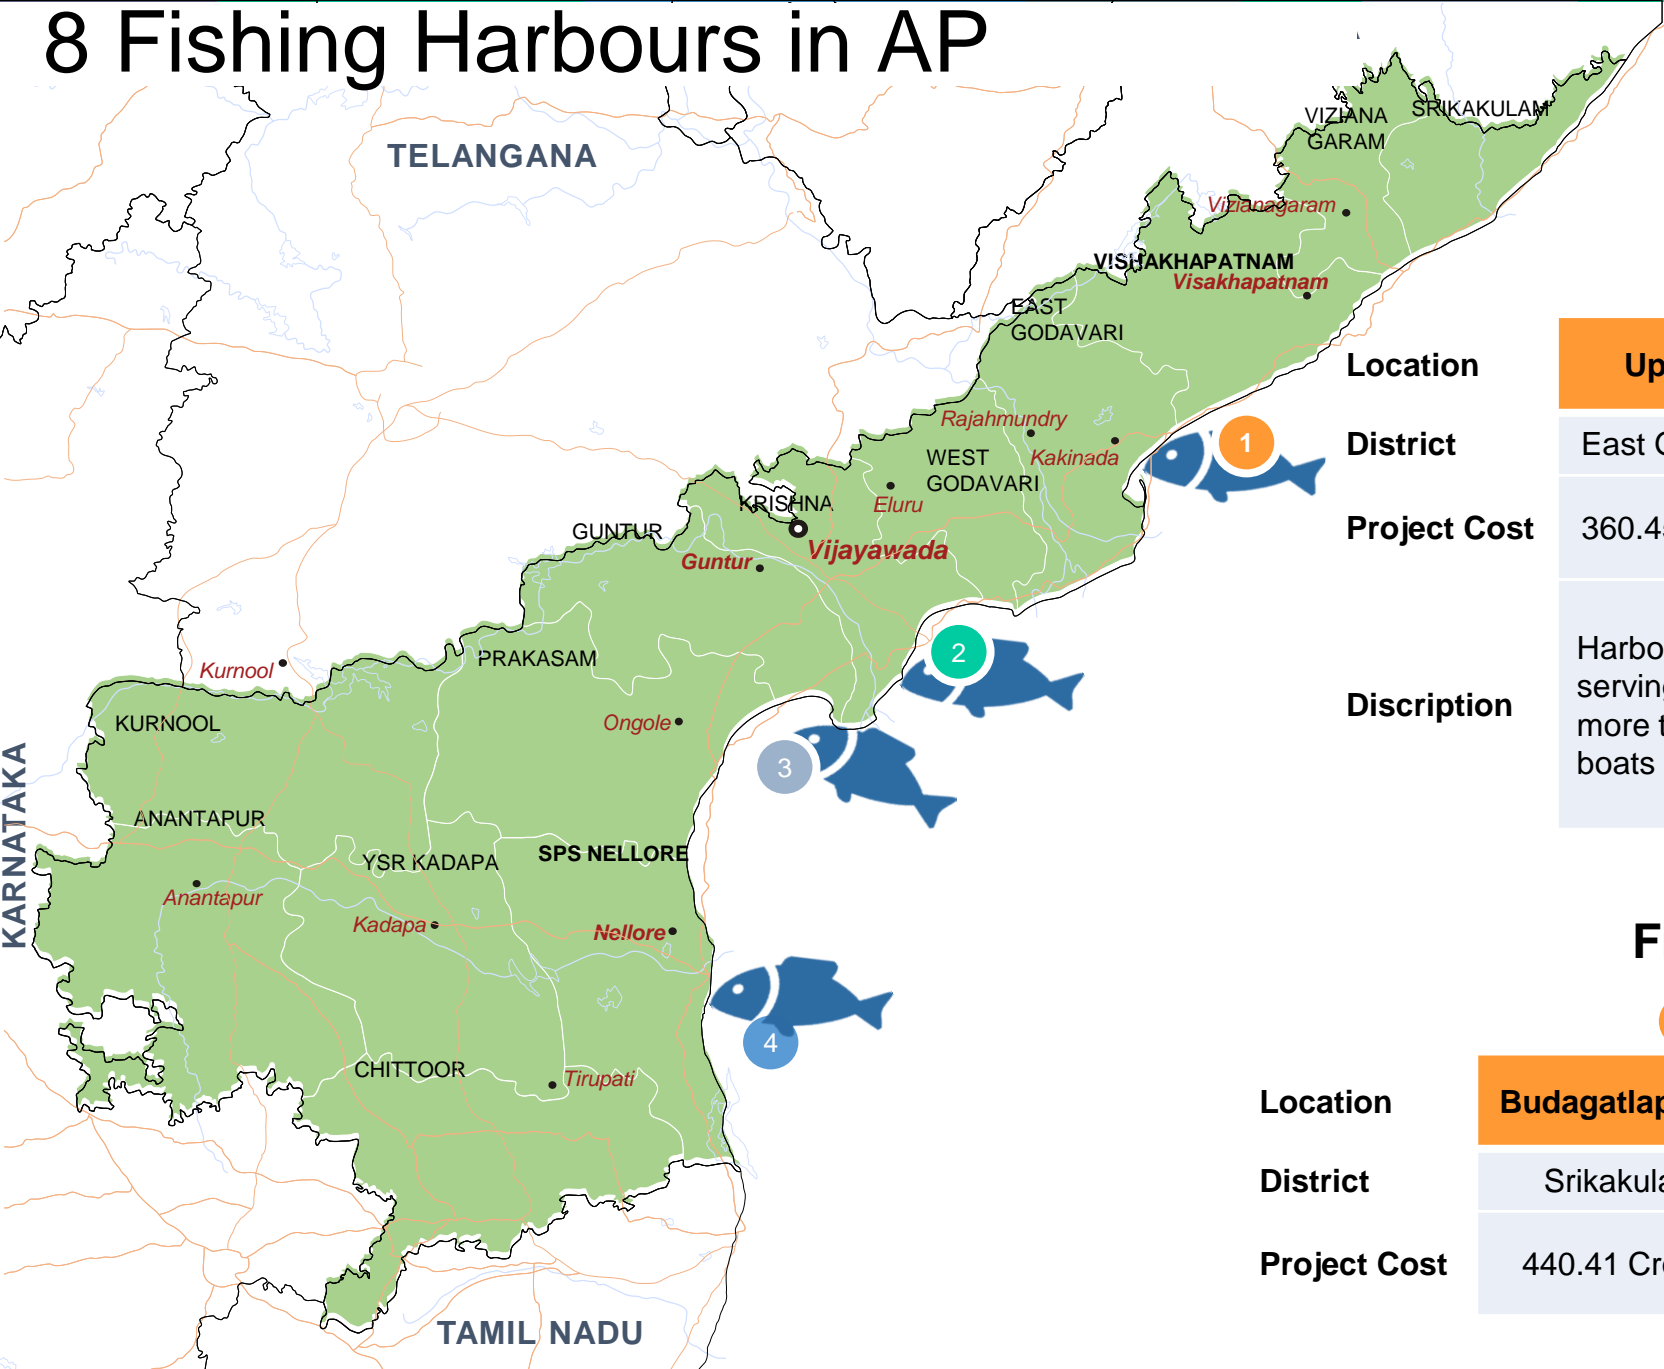 8 Fishing Harbours in AP
TELANGANA
VIZIANA
GARAM
SRIKAKULAM
Vizianagaram
VISHAKHAPATNAM
Visakhapatnam
EAST
GODAVARI
Rajahmundry
Kakinada
WEST
GODAVARI
Eluru
KRISHNA
Vijayawada
GUNTUR
Guntur
PRAKASAM
Kurnool
KURNOOL
Ongole
ANANTAPUR
YSR KADAPA
SPS NELLORE
Anantapur
Kadapa
Nellore
CHITTOOR
Tirupati
KARNATAKA
TAMIL NADU
1
2
3
4
Location
Up
District
East
Project Cost
360.4
Discription
Harbo
serving
more t
boats
F
Location
Budagatlap
District
Srikakula
Project Cost
440.41 Cr